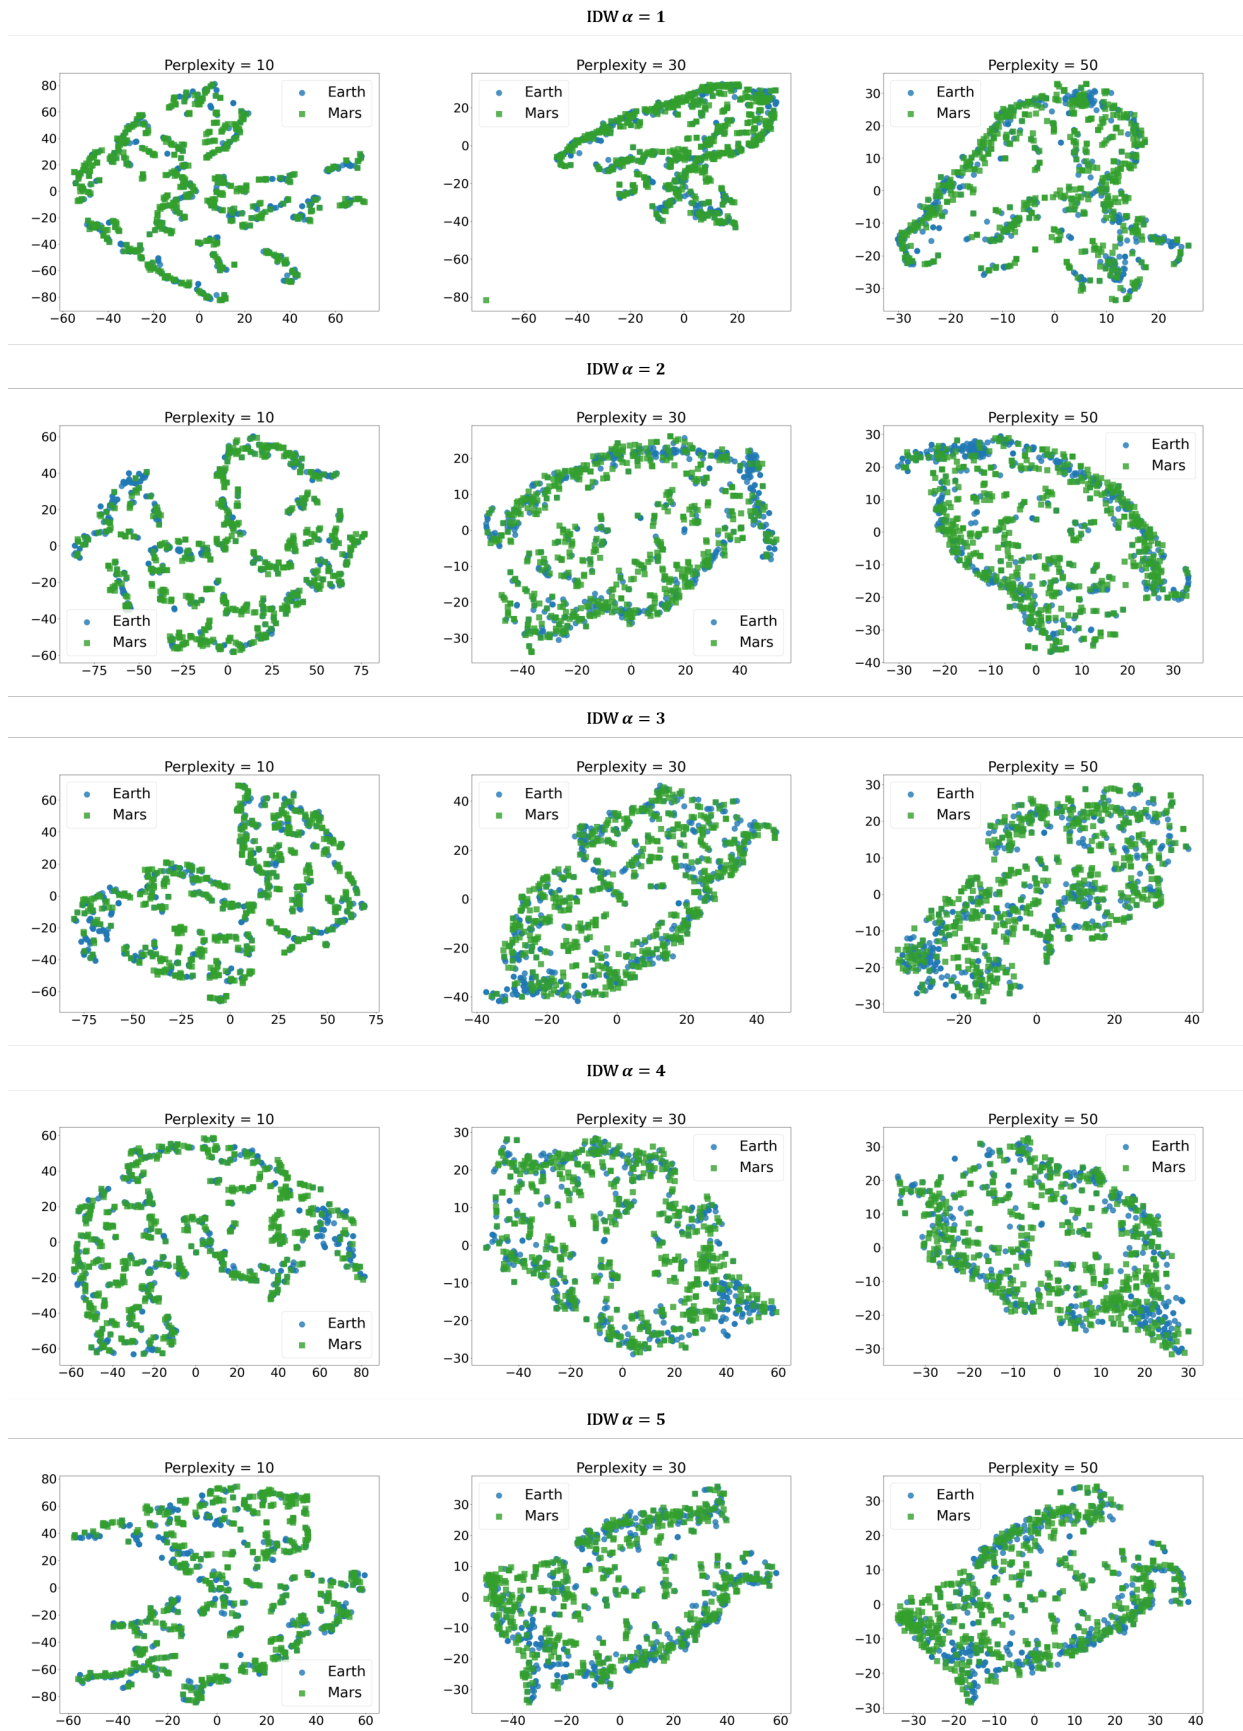 IDW α = 1
Perplexity = 10
Perplexity = 30
Perplexity = 50
Earth
Mars
Earth
Mars
Earth
Mars
80
60
40
20
0
−20
−40
−60
−80
−60 −40 −20 0 20 40 60
20
0
−20
−40
−60
−80
−60 −40 −20 0 20
30
20
10
0
−10
−20
−30
−30 −20 −10 0 10 20
IDW α = 2
Perplexity = 10
Perplexity = 30
Perplexity = 50
Earth
Mars
Earth
Mars
Earth
Mars
60
40
20
0
−20
−40
−60
−75 −50 −25 0 25 50 75
20
10
0
−10
−20
−30
−40 −20 0 20 40
30
20
10
0
−10
−20
−30
−40
−30 −20 −10 0 10 20 30
IDW α = 3
Perplexity = 10
Perplexity = 30
Perplexity = 50
Earth
Mars
Earth
Mars
Earth
Mars
60
40
20
0
−20
−40
−60
−75 −50 −25 0 25 50 75
40
20
0
−20
−40
−40 −20 0 20 40
30
20
10
0
−10
−20
−30
−20 0 20 40
IDW α = 4
Perplexity = 10
Perplexity = 30
Perplexity = 50
Earth
Mars
Earth
Mars
Earth
Mars
60
40
20
0
−20
−40
−60
−60 −40 −20 0 20 40 60 80
30
20
10
0
−10
−20
−30
−40 −20 0 20 40 60
30
20
10
0
−10
−20
−30
−30 −20 −10 0 10 20 30
IDW α = 5
Perplexity = 10
Perplexity = 30
Perplexity = 50
Earth
Mars
Earth
Mars
Earth
Mars
80
60
40
20
0
−20
−40
−60
−80
−60 −40 −20 0 20 40 60
30
20
10
0
−10
−20
−30
−40 −20 0 20 40 60
30
20
10
0
−10
−20
−30
−30 −20 −10 0 10 20 30 40